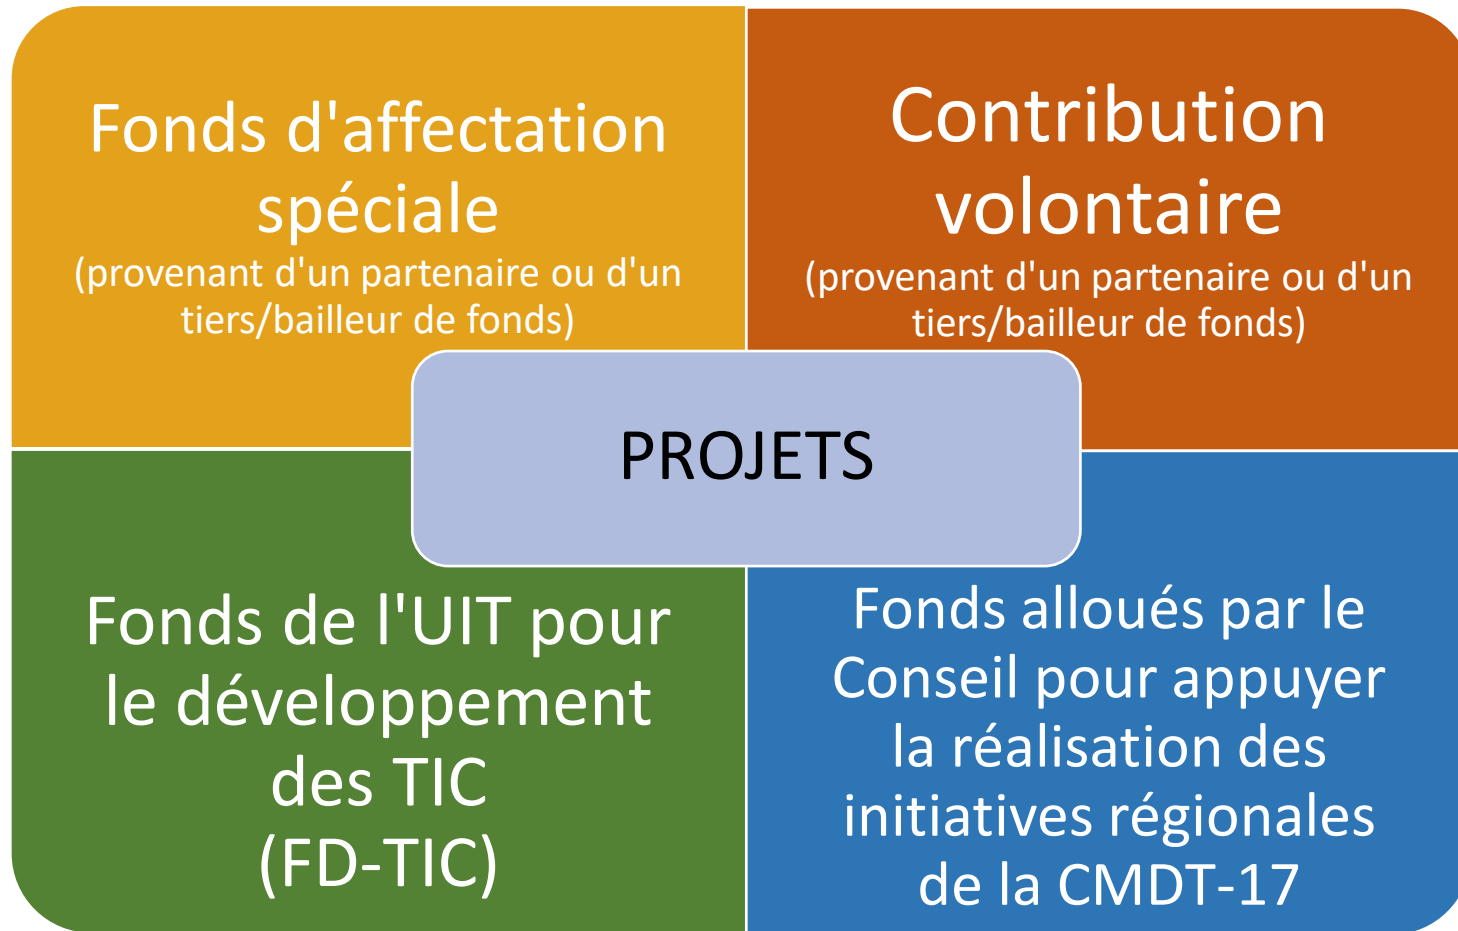 Fonds d'affectation
spéciale
(provenant d'un partenaire ou d'un
tiers/bailleur de fonds)
Contribution
volontaire
(provenant d'un partenaire ou d'un
tiers/bailleur de fonds)
PROJETS
Fonds de l'UIT pour
le développement
des TIC
(FD-TIC)
Fonds alloués par le
Conseil pour appuyer
la réalisation des
initiatives régionales
de la CMDT-17